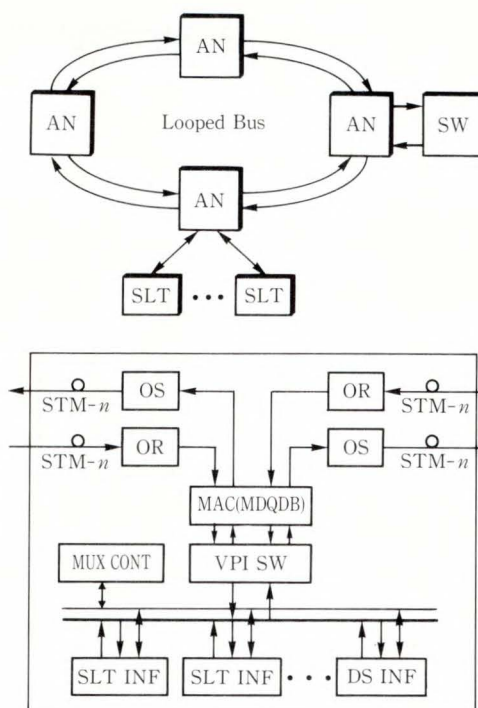 AN
AN Looped Bus AN SW
AN
SLT ••• SLT
OS OR
STM-n STM-n
OR OS
STM-n STM-n
MAC(MDQDB)
MUX CONT VPI SW
SLT INF SLT INF ••• DS INF